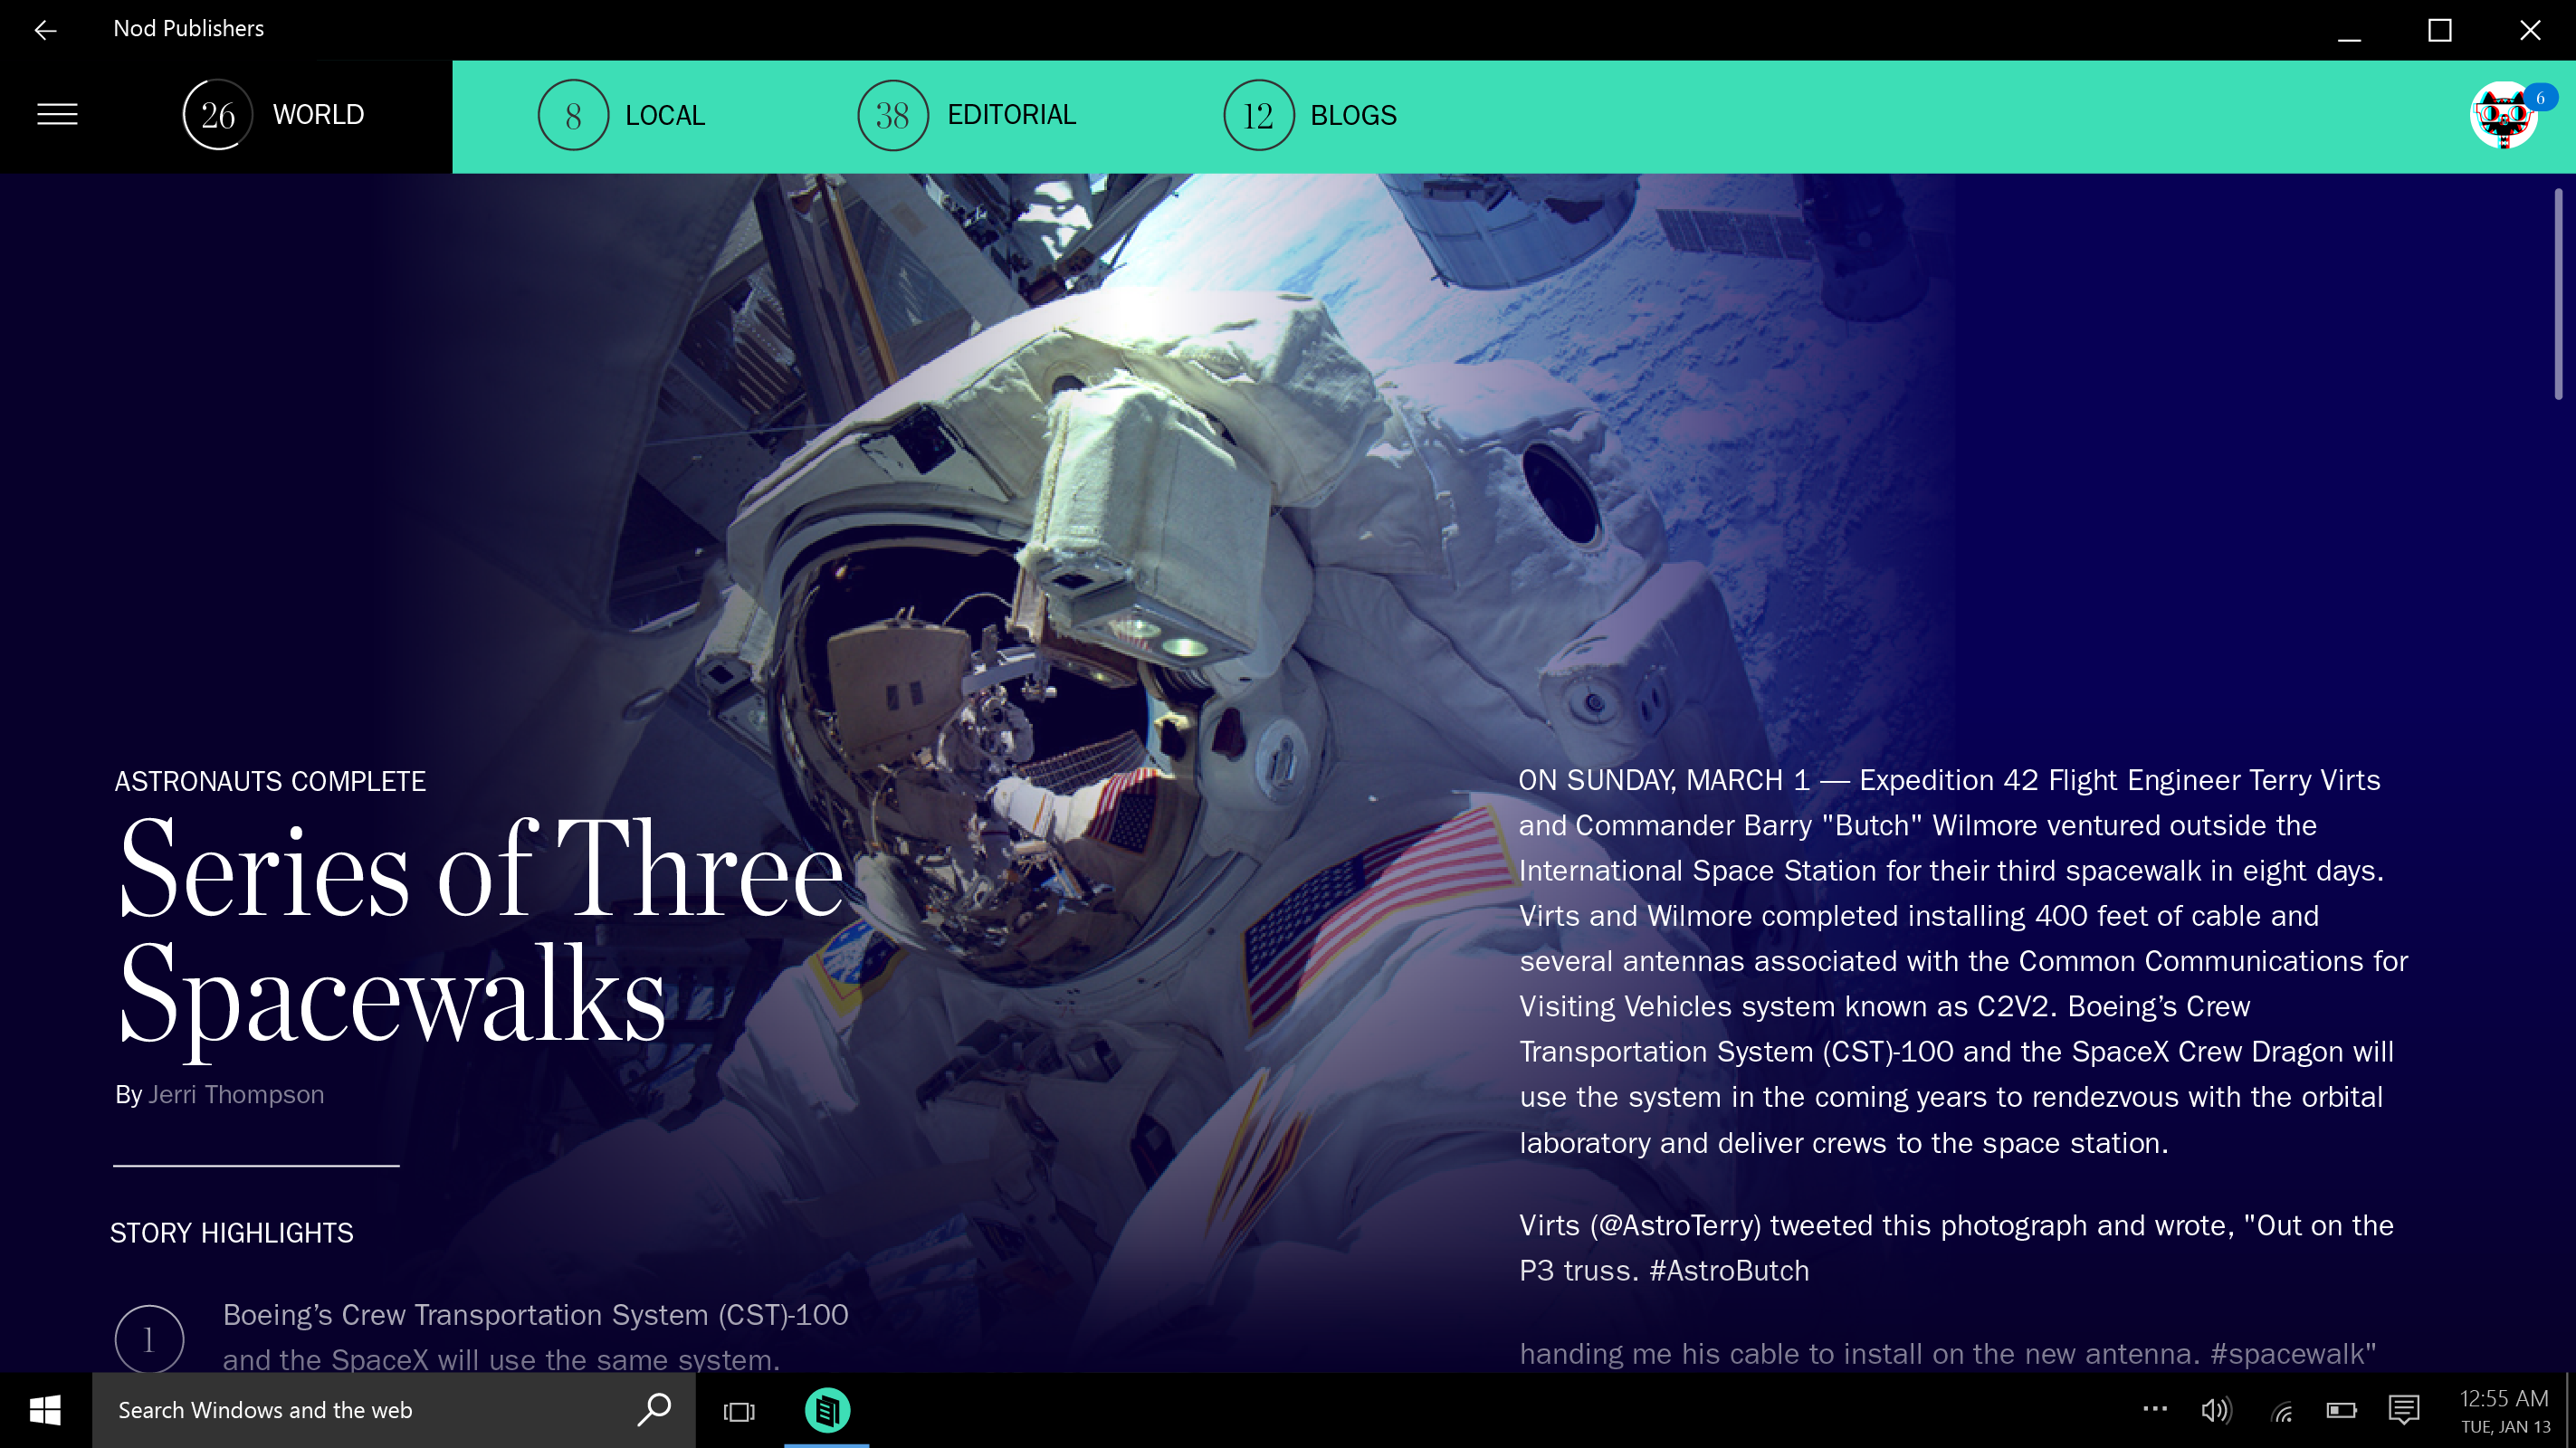 Nod Publishers
26 WORLD
8 LOCAL
38 EDITORIAL
12 BLOGS
6
ASTRONAUTS COMPLETE
Series of Three
Spacewalks
By Jerri Thompson
STORY HIGHLIGHTS
1
Boeing’s Crew Transportation System (CST)-100
and the SpaceX will use the same system.
ON SUNDAY, MARCH 1 — Expedition 42 Flight Engineer Terry Virts
and Commander Barry "Butch" Wilmore ventured outside the
International Space Station for their third spacewalk in eight days.
Virts and Wilmore completed installing 400 feet of cable and
several antennas associated with the Common Communications for
Visiting Vehicles system known as C2V2. Boeing’s Crew
Transportation System (CST)-100 and the SpaceX Crew Dragon will
use the system in the coming years to rendezvous with the orbital
laboratory and deliver crews to the space station.
Virts (@AstroTerry) tweeted this photograph and wrote, "Out on the
P3 truss. #AstroButch
handing me his cable to install on the new antenna. #spacewalk"
Search Windows and the web
12:55 AM
TUE, JAN 13